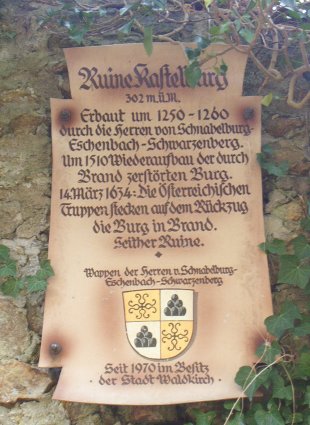 Ruine Kastelburg
302 m.ü.M.
Erbaut um 1250-1260
durch die Herren von Schnabelburg-
Eschenbach-Schwarzenberg.
Um 1510 Wiederaufbau der durch
Brand zerstörten Burg.
14. März 1634: Die Österreichischen
Truppen stecken auf dem Rückzug
die Burg in Brand.
Seither Ruine.
Wappen der Herren v. Schnabelburg-
Eschenbach-Schwarzenberg
Seit 1970 im Besitz
· der Stadt Waldkirch ·